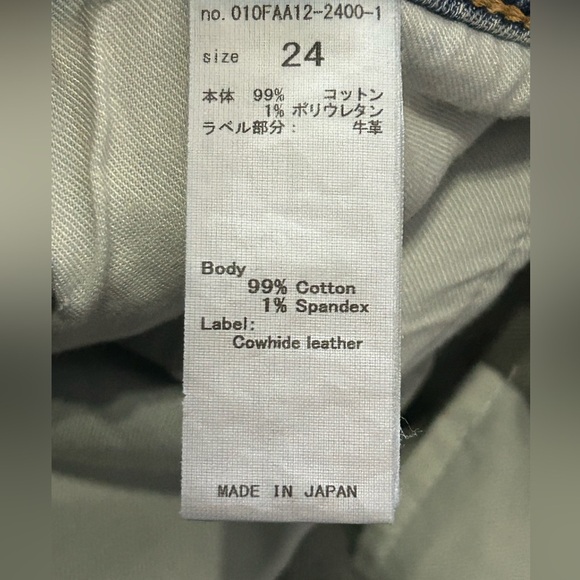 no. 010FAA12-2400-1
size 24
本体 99% コットン
1% ポリウレタン
ラベル部分: 牛革
Body
99% Cotton
1% Spandex
Label:
Cowhide leather
MADE IN JAPAN